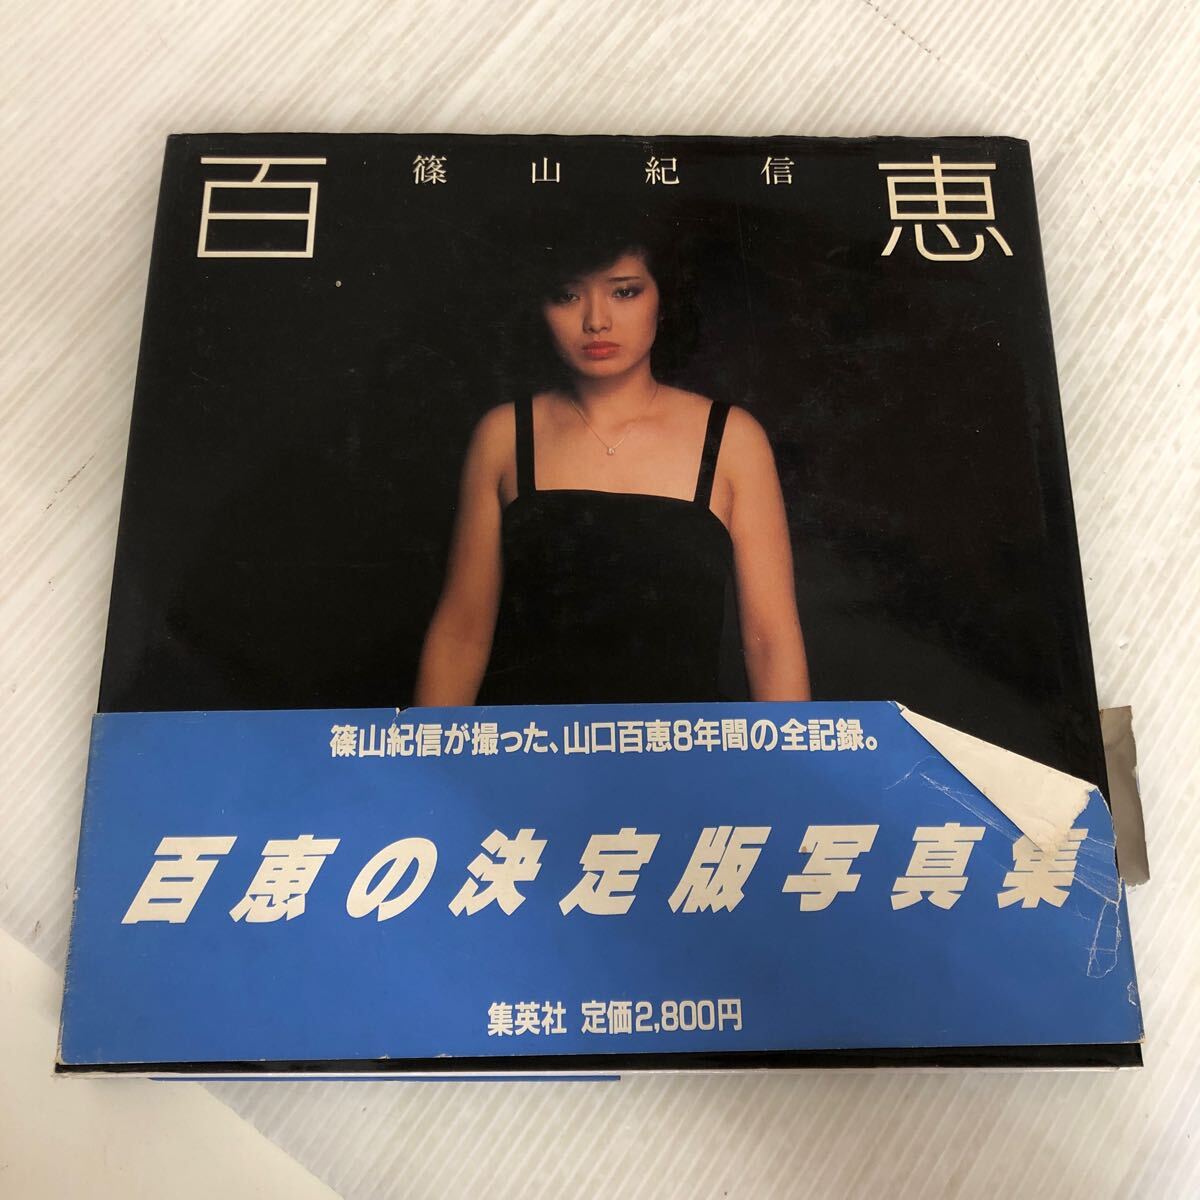 百 篠山紀信 恵
篠山紀信が撮った、山口百恵8年間の全記録。
百恵の決定版写真集
集英社 定価2,800円